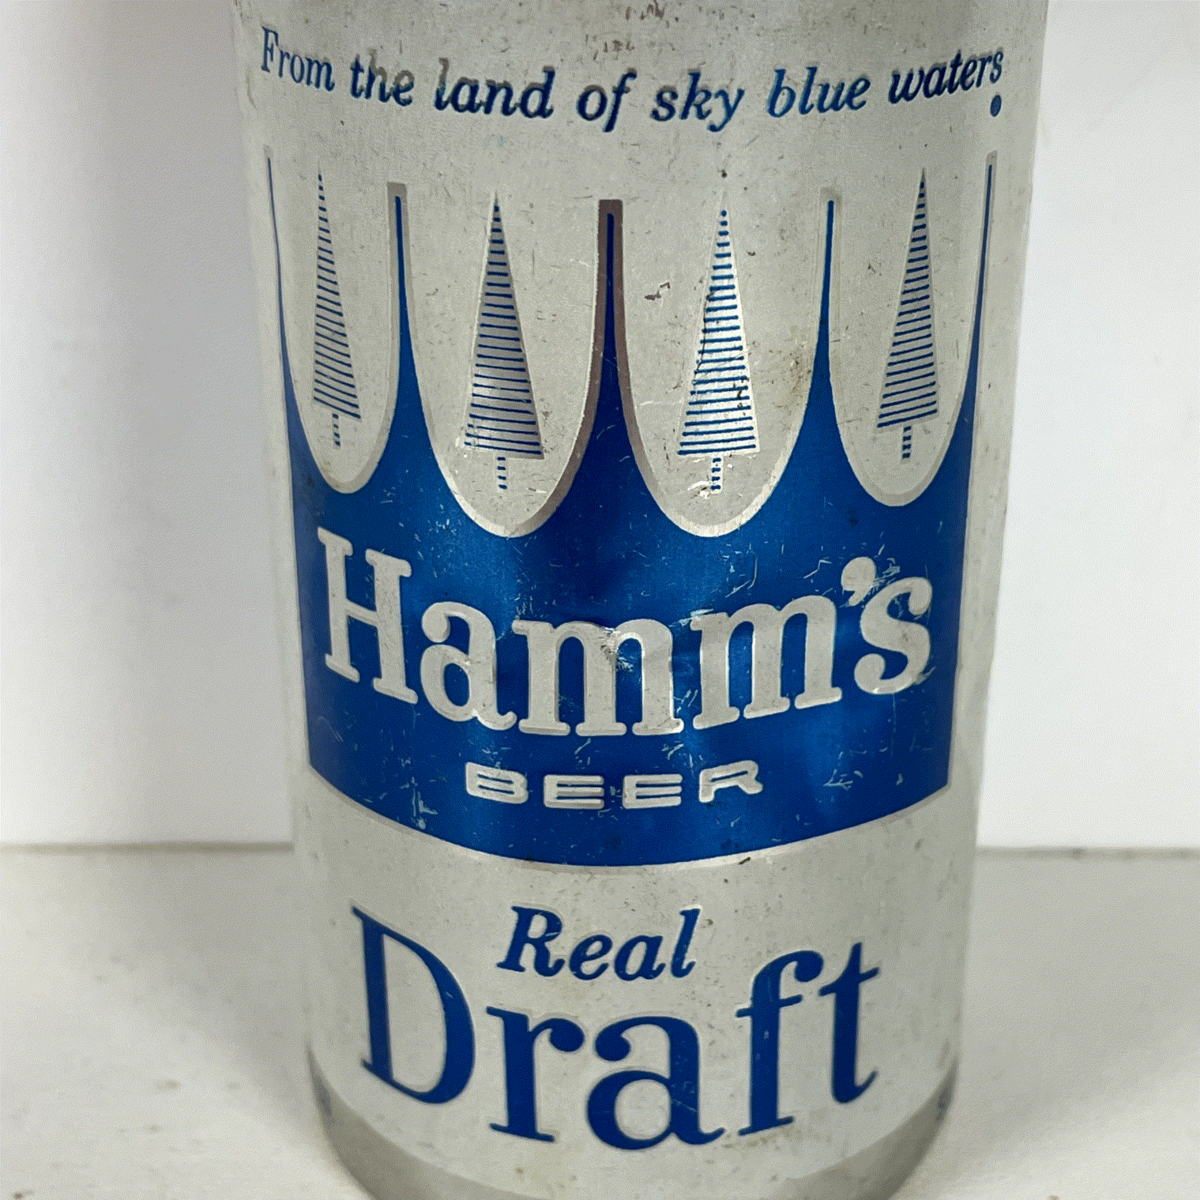 From the land of sky blue waters
Hamm's
BEER
Real
Draft